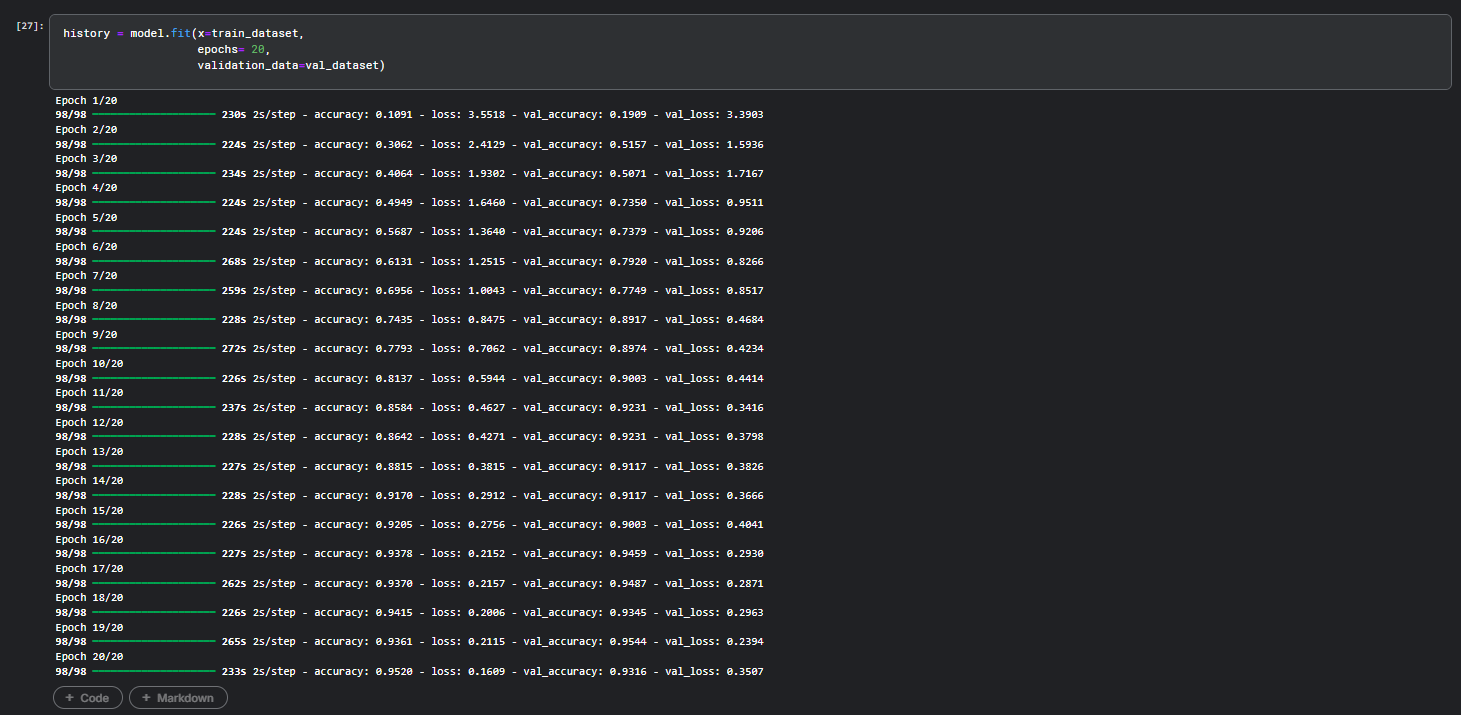 [27]:
history = model.fit(x=train_dataset,
epochs= 20,
validation_data=val_dataset)
Epoch 1/20
98/98 ━━━━━━━━━━━━━━━━━━━━ 230s 2s/step - accuracy: 0.1091 - loss: 3.5518 - val_accuracy: 0.1909 - val_loss: 3.3903
Epoch 2/20
98/98 ━━━━━━━━━━━━━━━━━━━━ 224s 2s/step - accuracy: 0.3062 - loss: 2.4129 - val_accuracy: 0.5157 - val_loss: 1.5936
Epoch 3/20
98/98 ━━━━━━━━━━━━━━━━━━━━ 234s 2s/step - accuracy: 0.4064 - loss: 1.9302 - val_accuracy: 0.5071 - val_loss: 1.7167
Epoch 4/20
98/98 ━━━━━━━━━━━━━━━━━━━━ 224s 2s/step - accuracy: 0.4949 - loss: 1.6460 - val_accuracy: 0.7350 - val_loss: 0.9511
Epoch 5/20
98/98 ━━━━━━━━━━━━━━━━━━━━ 224s 2s/step - accuracy: 0.5687 - loss: 1.3640 - val_accuracy: 0.7379 - val_loss: 0.9206
Epoch 6/20
98/98 ━━━━━━━━━━━━━━━━━━━━ 268s 2s/step - accuracy: 0.6131 - loss: 1.2515 - val_accuracy: 0.7920 - val_loss: 0.8266
Epoch 7/20
98/98 ━━━━━━━━━━━━━━━━━━━━ 259s 2s/step - accuracy: 0.6956 - loss: 1.0043 - val_accuracy: 0.7749 - val_loss: 0.8517
Epoch 8/20
98/98 ━━━━━━━━━━━━━━━━━━━━ 228s 2s/step - accuracy: 0.7435 - loss: 0.8475 - val_accuracy: 0.8917 - val_loss: 0.4684
Epoch 9/20
98/98 ━━━━━━━━━━━━━━━━━━━━ 272s 2s/step - accuracy: 0.7793 - loss: 0.7062 - val_accuracy: 0.8974 - val_loss: 0.4234
Epoch 10/20
98/98 ━━━━━━━━━━━━━━━━━━━━ 226s 2s/step - accuracy: 0.8137 - loss: 0.5944 - val_accuracy: 0.9003 - val_loss: 0.4414
Epoch 11/20
98/98 ━━━━━━━━━━━━━━━━━━━━ 237s 2s/step - accuracy: 0.8584 - loss: 0.4627 - val_accuracy: 0.9231 - val_loss: 0.3416
Epoch 12/20
98/98 ━━━━━━━━━━━━━━━━━━━━ 228s 2s/step - accuracy: 0.8642 - loss: 0.4271 - val_accuracy: 0.9231 - val_loss: 0.3798
Epoch 13/20
98/98 ━━━━━━━━━━━━━━━━━━━━ 227s 2s/step - accuracy: 0.8815 - loss: 0.3815 - val_accuracy: 0.9117 - val_loss: 0.3826
Epoch 14/20
98/98 ━━━━━━━━━━━━━━━━━━━━ 228s 2s/step - accuracy: 0.9170 - loss: 0.2912 - val_accuracy: 0.9117 - val_loss: 0.3666
Epoch 15/20
98/98 ━━━━━━━━━━━━━━━━━━━━ 226s 2s/step - accuracy: 0.9205 - loss: 0.2756 - val_accuracy: 0.9003 - val_loss: 0.4041
Epoch 16/20
98/98 ━━━━━━━━━━━━━━━━━━━━ 227s 2s/step - accuracy: 0.9378 - loss: 0.2152 - val_accuracy: 0.9459 - val_loss: 0.2930
Epoch 17/20
98/98 ━━━━━━━━━━━━━━━━━━━━ 262s 2s/step - accuracy: 0.9370 - loss: 0.2157 - val_accuracy: 0.9487 - val_loss: 0.2871
Epoch 18/20
98/98 ━━━━━━━━━━━━━━━━━━━━ 226s 2s/step - accuracy: 0.9415 - loss: 0.2006 - val_accuracy: 0.9345 - val_loss: 0.2963
Epoch 19/20
98/98 ━━━━━━━━━━━━━━━━━━━━ 265s 2s/step - accuracy: 0.9361 - loss: 0.2115 - val_accuracy: 0.9544 - val_loss: 0.2394
Epoch 20/20
98/98 ━━━━━━━━━━━━━━━━━━━━ 233s 2s/step - accuracy: 0.9520 - loss: 0.1609 - val_accuracy: 0.9316 - val_loss: 0.3507
+ Code + Markdown